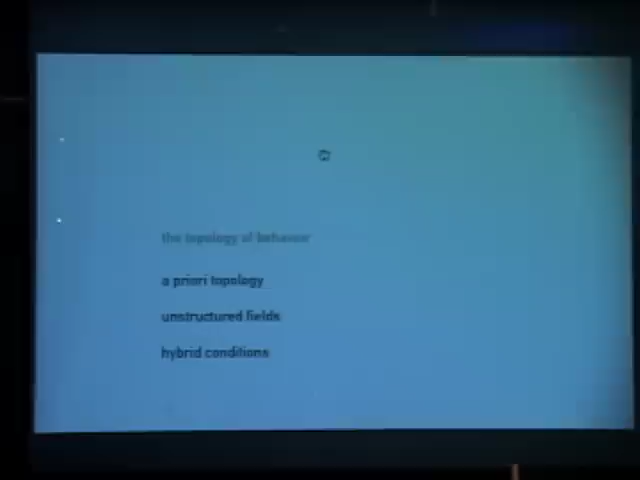 the topology of behavior
a priori topology
unstructured fields
hybrid conditions